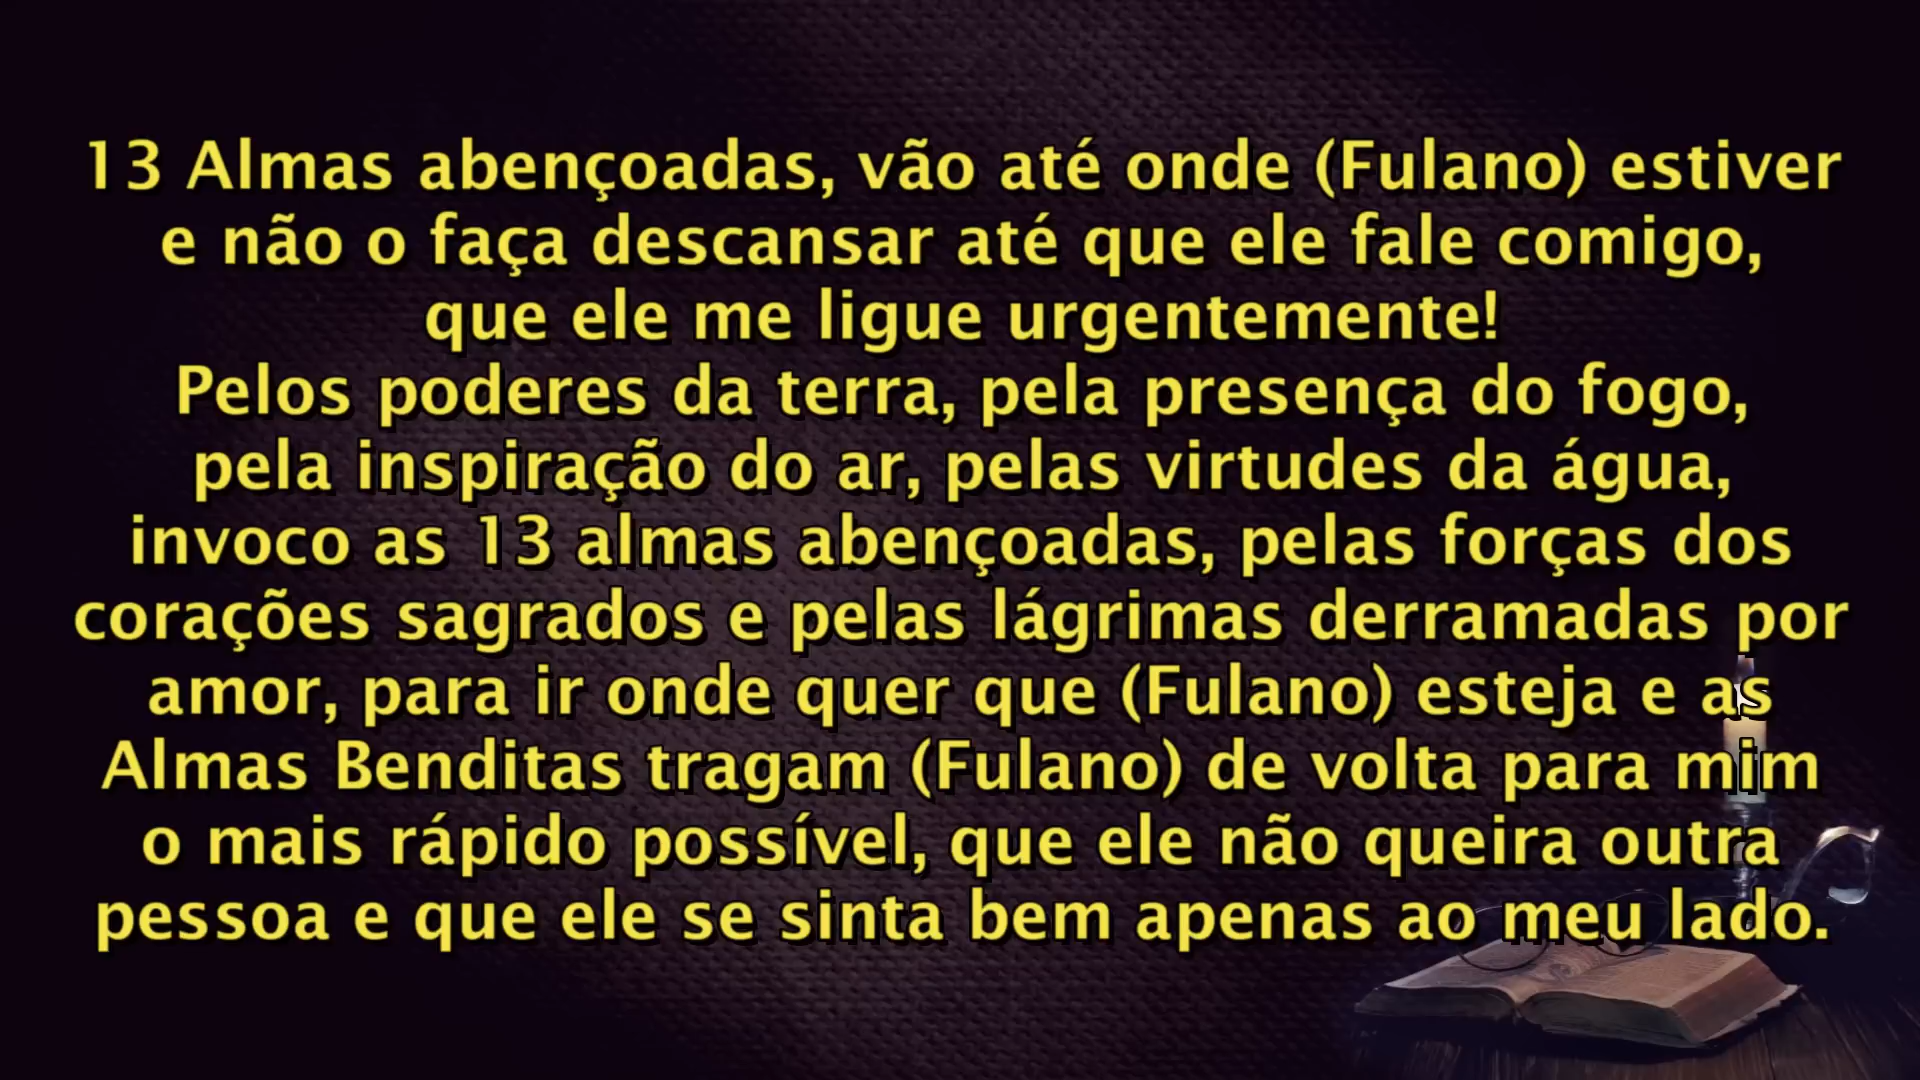 13 Almas abençoadas, vão até onde (Fulano) estiver
e não o faça descansar até que ele fale comigo,
que ele me ligue urgentemente!
Pelos poderes da terra, pela presença do fogo,
pela inspiração do ar, pelas virtudes da água,
invoco as 13 almas abençoadas, pelas forças dos
corações sagrados e pelas lágrimas derramadas por
amor, para ir onde quer que (Fulano) esteja e as
Almas Benditas tragam (Fulano) de volta para mim
o mais rápido possível, que ele não queira outra
pessoa e que ele se sinta bem apenas ao meu lado.